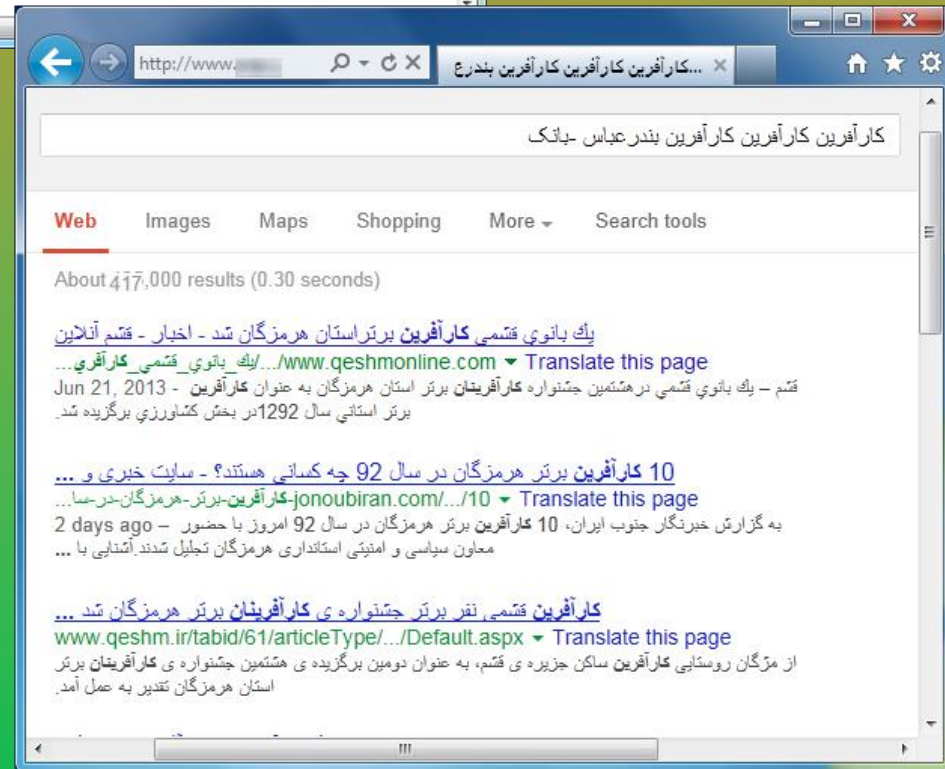 http://www.
کارآفرین کارآفرین کارآفرین بندرع... ×
کارآفرین کارآفرین کارآفرین بندرعباس -بانک
Web Images Maps Shopping More Search tools
About 417,000 results (0.30 seconds)
يك بانوي قشمي کارآفرین برتراستان هرمزگان شد - اخبار - قشم آنلاین
www.qeshmonline.com/.../يك_بانوي_قشمي_کارآفري... Translate this page
Jun 21, 2013 - قشم – يك بانوي قشمي درهشتمين جشنواره کارآفرینان برتر استان هرمزگان به عنوان کارآفرین
برتر استاني سال 1292در بخش كشاورزي برگزيده شد.
10 کارآفرین برتر هرمزگان در سال 92 چه کسانی هستند؟ - سایت خبری و ...
jonoubiran.com/.../10-کارآفرین-برتر-هرمزگان-در-سا... Translate this page
2 days ago – به گزارش خبرنگار جنوب ایران، 10 کارآفرین برتر هرمزگان در سال 92 امروز با حضور
معاون سیاسی و امنیتی استانداری هرمزگان تجلیل شدند.آشنایی با ...
کارآفرین قشمی نفر برتر جشنواره ی کارآفرینان برتر هرمزگان شد ...
www.qeshm.ir/tabid/61/articleType/.../Default.aspx Translate this page
از مژگان روستایی کارآفرین ساکن جزیره ی قشم، به عنوان دومین برگزیده ی هشتمین جشنواره ی کارآفرینان برتر
استان هرمزگان تقدیر به عمل آمد.